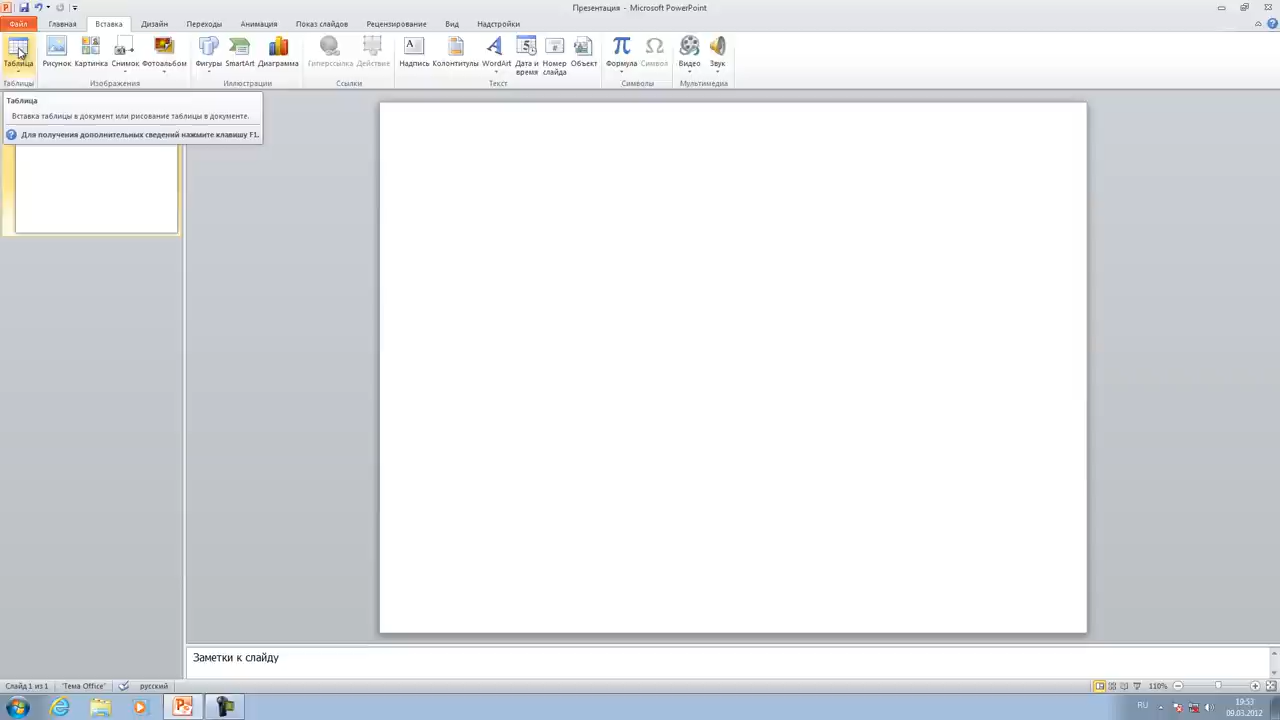 Презентация - Microsoft PowerPoint
Файл Главная Вставка Дизайн Переходы Анимация Показ слайдов Рецензирование Вид Надстройки
Таблица Рисунок Картинка Снимок Фотоальбом Фигуры SmartArt Диаграмма Гиперссылка Действие Надпись Колонтитулы WordArt Дата и время Номер слайда Объект Формула Символ Видео Звук
Таблицы Изображения Иллюстрации Ссылки Текст Символы Мультимедиа
Таблица
Вставка таблицы в документ или рисование таблицы в документе.
Для получения дополнительных сведений нажмите клавишу F1.
Заметки к слайду
Слайд 1 из 1 "Тема Office" русский 110%
RU 19:53
09.03.2012